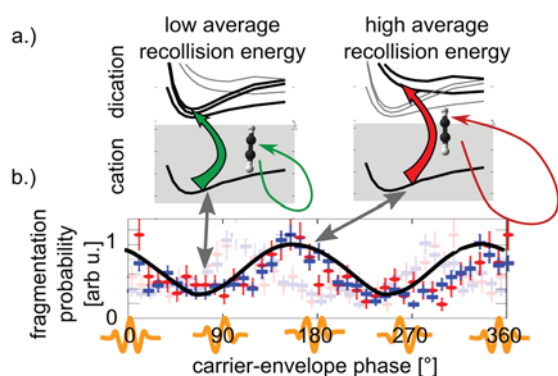 a.)
low average
recollision energy
high average
recollision energy
dication
cation
b.)
fragmentation
probability
[arb u.]
1
0
0 90 180 270 360
carrier-envelope phase [°]